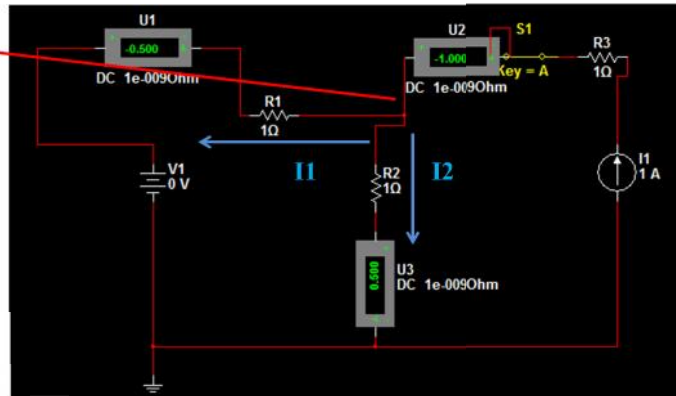 U1
-0.500
DC 1e-009Ohm
U2
-1.000
DC 1e-009Ohm
S1
Key = A
R3
1Ω
R1
1Ω
I1
I2
V1
0 V
R2
1Ω
I1
1 A
U3
0.500
DC 1e-009Ohm